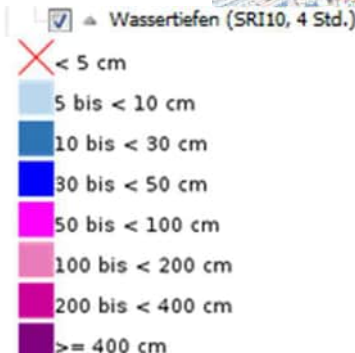 Wassertiefen (SRI10, 4 Std.)
< 5 cm
5 bis < 10 cm
10 bis < 30 cm
30 bis < 50 cm
50 bis < 100 cm
100 bis < 200 cm
200 bis < 400 cm
>= 400 cm